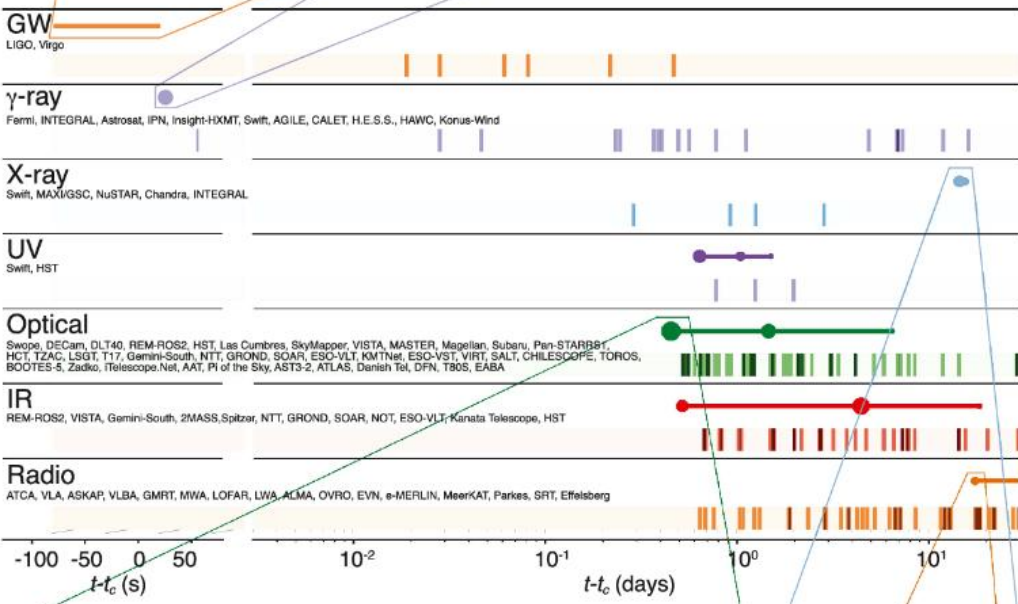 GW
LIGO, Virgo
γ-ray
Fermi, INTEGRAL, Astrosat, IPN, Insight-HXMT, Swift, AGILE, CALET, H.E.S.S., HAWC, Konus-Wind
X-ray
Swift, MAXI/GSC, NuSTAR, Chandra, INTEGRAL
UV
Swift, HST
Optical
Swope, DECam, DLT40, REM-ROS2, HST, Las Cumbres, SkyMapper, VISTA, MASTER, Magellan, Subaru, Pan-STARRS1,
HCT, TZAC, LSGT, T17, Gemini-South, NTT, GROND, SOAR, ESO-VLT, KMTNet, ESO-VST, VIRT, SALT, CHILESCOPE, TOROS,
BOOTES-5, Zadko, iTelescope.Net, AAT, Pi of the Sky, AST3-2, ATLAS, Danish Tel, DFN, T80S, EABA
IR
REM-ROS2, VISTA, Gemini-South, 2MASS,Spitzer, NTT, GROND, SOAR, NOT, ESO-VLT, Kanata Telescope, HST
Radio
ATCA, VLA, ASKAP, VLBA, GMRT, MWA, LOFAR, LWA, ALMA, OVRO, EVN, e-MERLIN, MeerKAT, Parkes, SRT, Effelsberg
-100 -50 0 50 10⁻² 10⁻¹ 10⁰ 10¹
t-t_c (s) t-t_c (days)